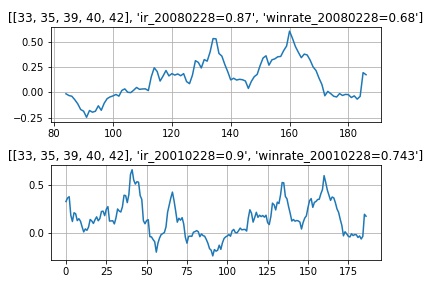 [[33, 35, 39, 40, 42], 'ir_20080228=0.87', 'winrate_20080228=0.68']
0.50
0.25
0.00
−0.25
80 100 120 140 160 180
[[33, 35, 39, 40, 42], 'ir_20010228=0.9', 'winrate_20010228=0.743']
0.5
0.0
0 25 50 75 100 125 150 175